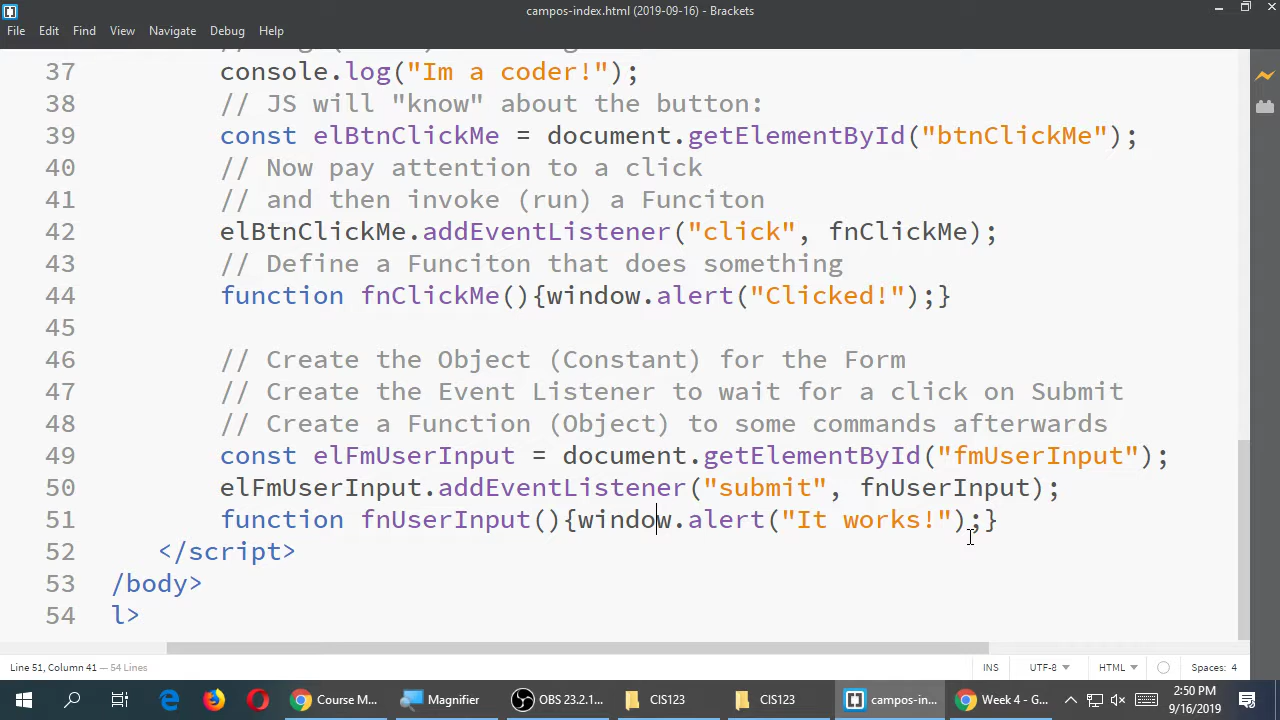 campos-index.html (2019-09-16) - Brackets
File Edit Find View Navigate Debug Help
37 console.log("Im a coder!");
38 // JS will "know" about the button:
39 const elBtnClickMe = document.getElementById("btnClickMe");
40 // Now pay attention to a click
41 // and then invoke (run) a Funciton
42 elBtnClickMe.addEventListener("click", fnClickMe);
43 // Define a Funciton that does something
44 function fnClickMe(){window.alert("Clicked!");}
45
46 // Create the Object (Constant) for the Form
47 // Create the Event Listener to wait for a click on Submit
48 // Create a Function (Object) to some commands afterwards
49 const elFmUserInput = document.getElementById("fmUserInput");
50 elFmUserInput.addEventListener("submit", fnUserInput);
51 function fnUserInput(){window.alert("It works!");}
52 </script>
53 /body>
54 l>
Line 51, Column 41 — 54 Lines INS UTF-8 HTML Spaces: 4
Course M... Magnifier OBS 23.2.1... CIS123 CIS123 campos-in... Week 4 - G... 2:50 PM
9/16/2019